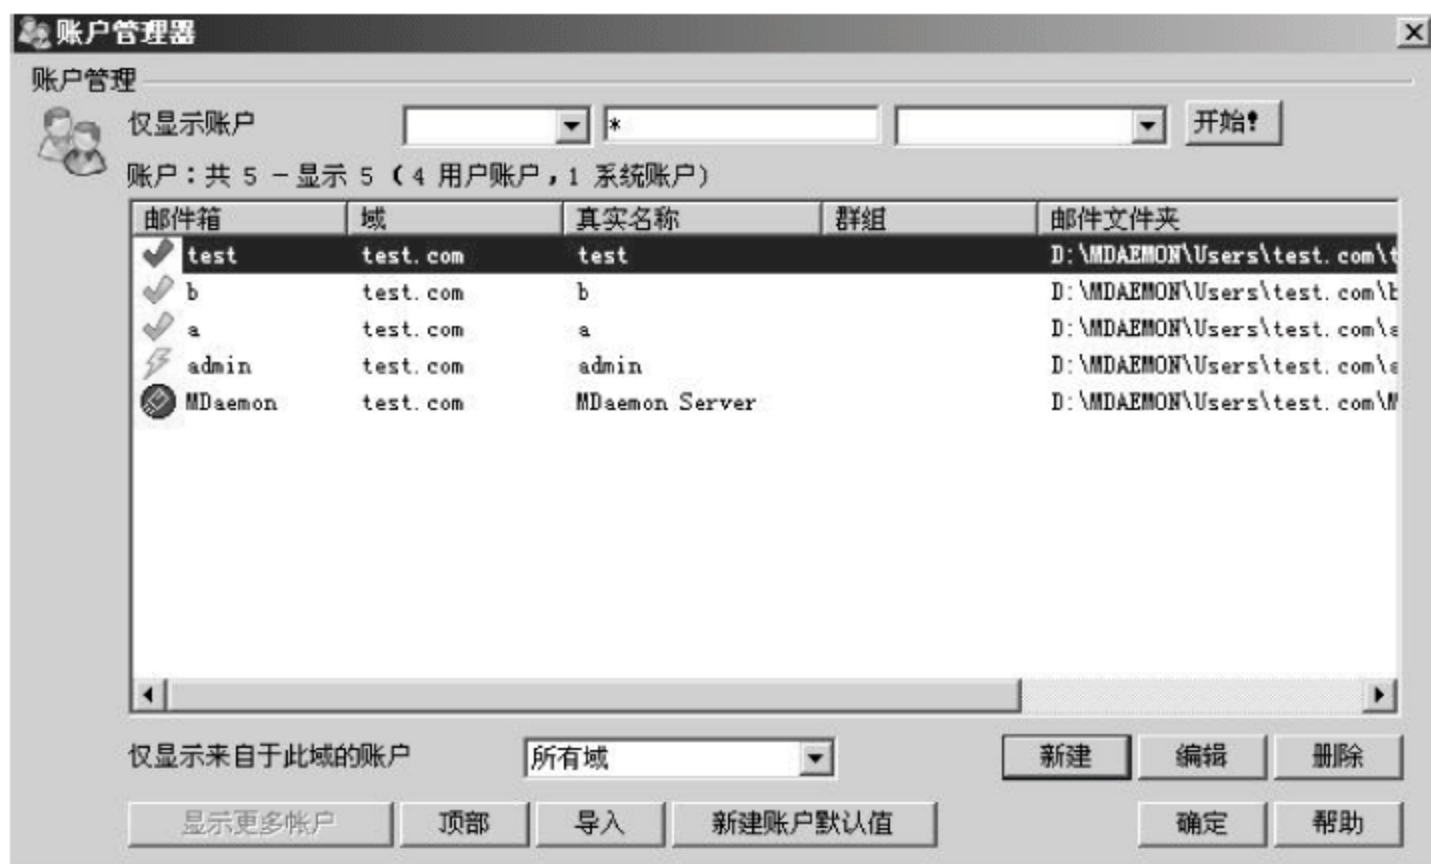 账户管理器
账户管理
仅显示账户 * 开始!
账户:共 5 -显示 5 (4 用户账户,1 系统账户)
邮件箱 域 真实名称 群组 邮件文件夹
test test.com test D:\MDAEMON\Users\test.com\t
b test.com b D:\MDAEMON\Users\test.com\b
a test.com a D:\MDAEMON\Users\test.com\a
admin test.com admin D:\MDAEMON\Users\test.com\a
MDaemon test.com MDaemon Server D:\MDAEMON\Users\test.com\M
仅显示来自于此域的账户 所有域 新建 编辑 册除
显示更多帐户 顶部 导入 新建账户默认值 确定 帮助